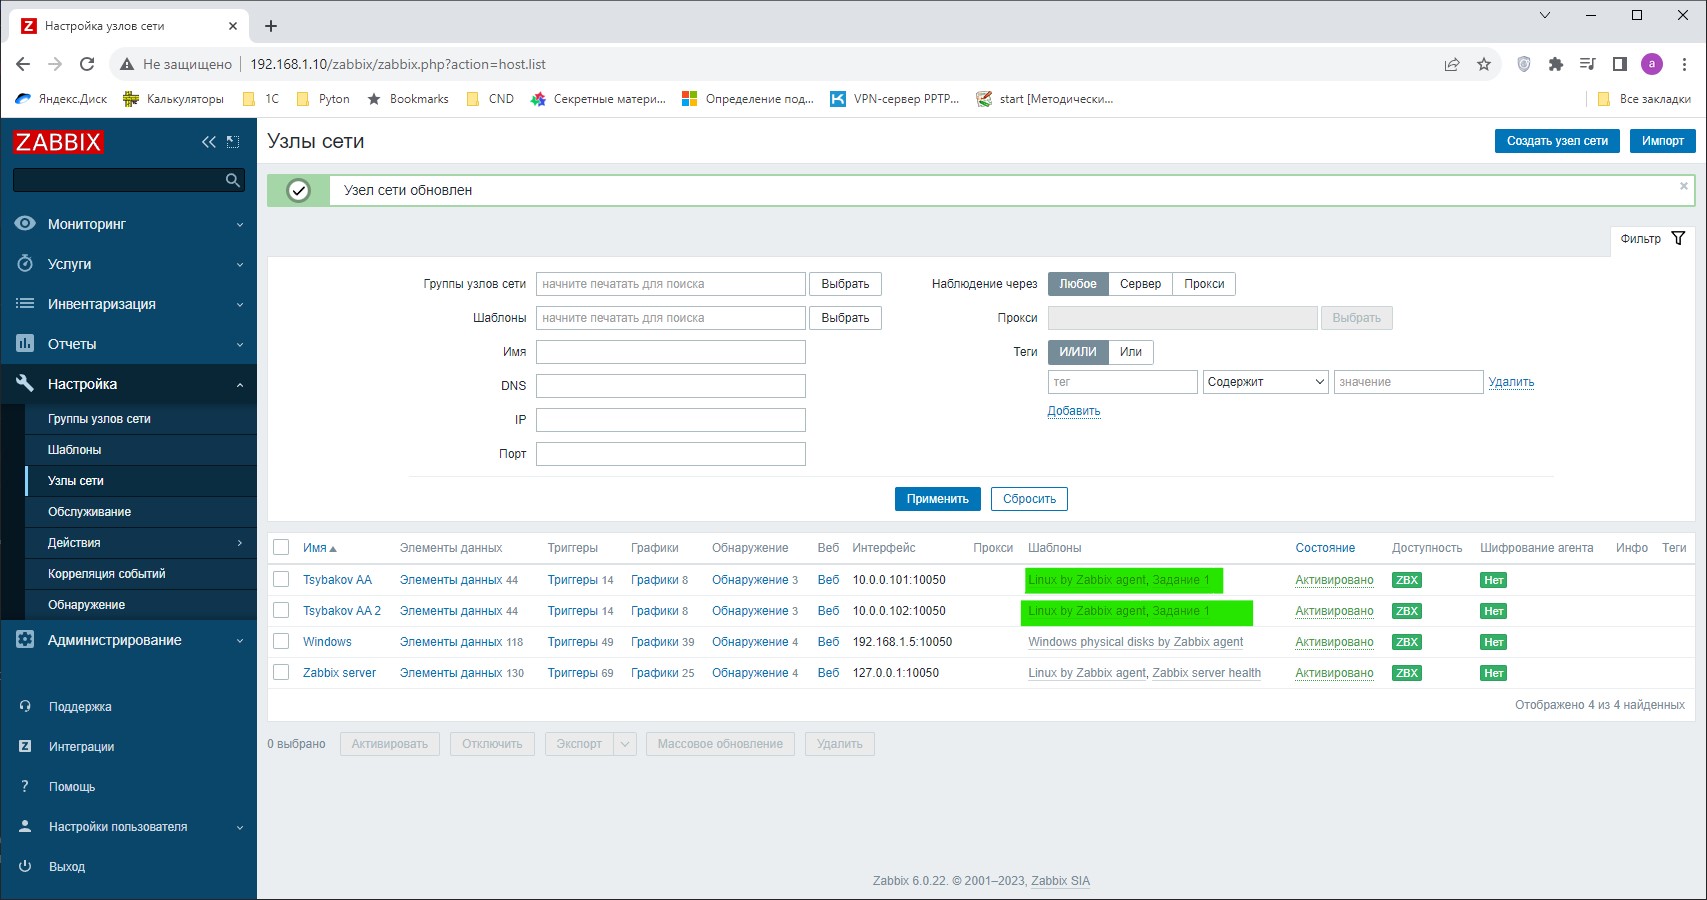 Настройка узлов сети
Не защищено 192.168.1.10/zabbix/zabbix.php?action=host.list
a
Яндекс.Диск Калькуляторы 1С Pyton Bookmarks CND Секретные матери... Определение под... VPN-сервер PPTP... start [Методически... Все закладки
ZABBIX
Мониторинг
Услуги
Инвентаризация
Отчеты
Настройка
Группы узлов сети
Шаблоны
Узлы сети
Обслуживание
Действия
Корреляция событий
Обнаружение
Администрирование
Поддержка
Интеграции
Помощь
Настройки пользователя
Выход
Узлы сети Создать узел сети Импорт
Узел сети обновлен
Фильтр
Группы узлов сети начните печатать для поиска Выбрать
Шаблоны начните печатать для поиска Выбрать
Имя
DNS
IP
Порт
Наблюдение через Любое Сервер Прокси
Прокси Выбрать
Теги И/ИЛИ Или
тег Содержит значение Удалить
Добавить
Применить Сбросить
Имя Элементы данных Триггеры Графики Обнаружение Веб Интерфейс Прокси Шаблоны Состояние Доступность Шифрование агента Инфо Теги
Tsybakov AA Элементы данных 44 Триггеры 14 Графики 8 Обнаружение 3 Веб 10.0.0.101:10050 Linux by Zabbix agent, Задание 1 Активировано ZBX Нет
Tsybakov AA 2 Элементы данных 44 Триггеры 14 Графики 8 Обнаружение 3 Веб 10.0.0.102:10050 Linux by Zabbix agent, Задание 1 Активировано ZBX Нет
Windows Элементы данных 118 Триггеры 49 Графики 39 Обнаружение 4 Веб 192.168.1.5:10050 Windows physical disks by Zabbix agent Активировано ZBX Нет
Zabbix server Элементы данных 130 Триггеры 69 Графики 25 Обнаружение 4 Веб 127.0.0.1:10050 Linux by Zabbix agent, Zabbix server health Активировано ZBX Нет
Отображено 4 из 4 найденных
0 выбрано Активировать Отключить Экспорт Массовое обновление Удалить
Zabbix 6.0.22. © 2001–2023, Zabbix SIA